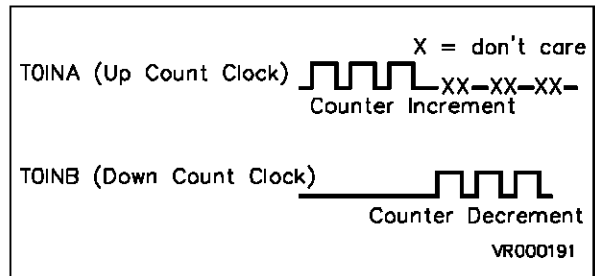 X = don't care
TOINA (Up Count Clock)
XX-XX-XX-
Counter Increment
TOINB (Down Count Clock)
Counter Decrement
VR000191